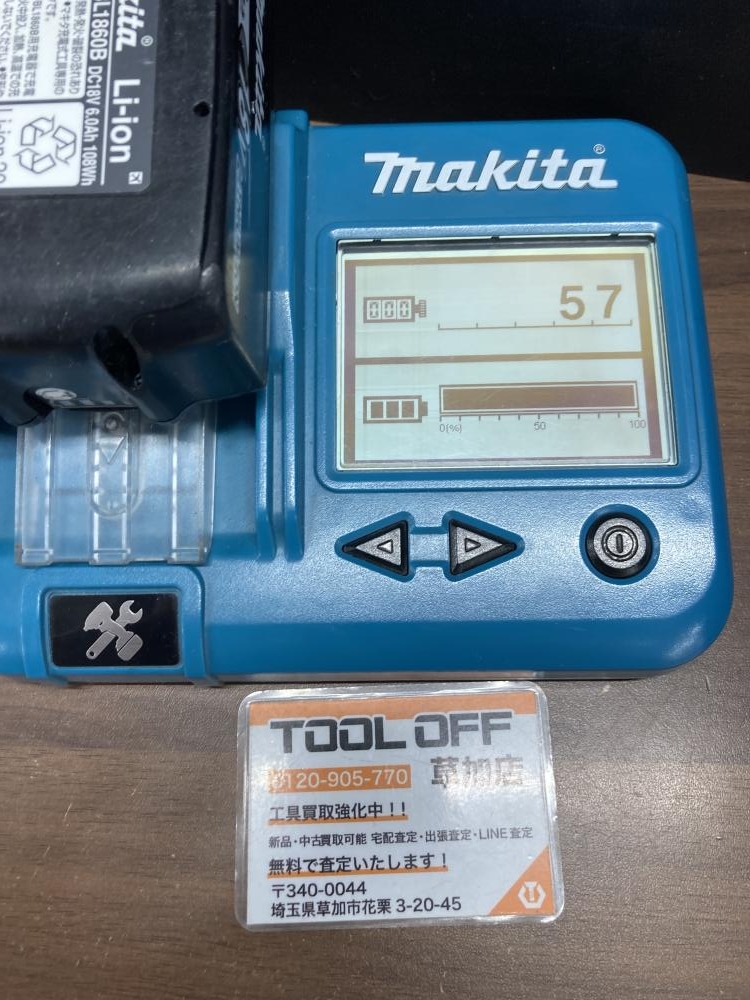 makita®
Li-ion
BL1860B DC18V 6.0Ah 108Wh
makita®
57
0(%) 50 100
TOOL OFF
0120-905-770 草加店
工具買取強化中!!
新品・中古買取可能 宅配査定・出張査定・LINE査定
無料で査定いたします!
〒340-0044
埼玉県草加市花栗 3-20-45